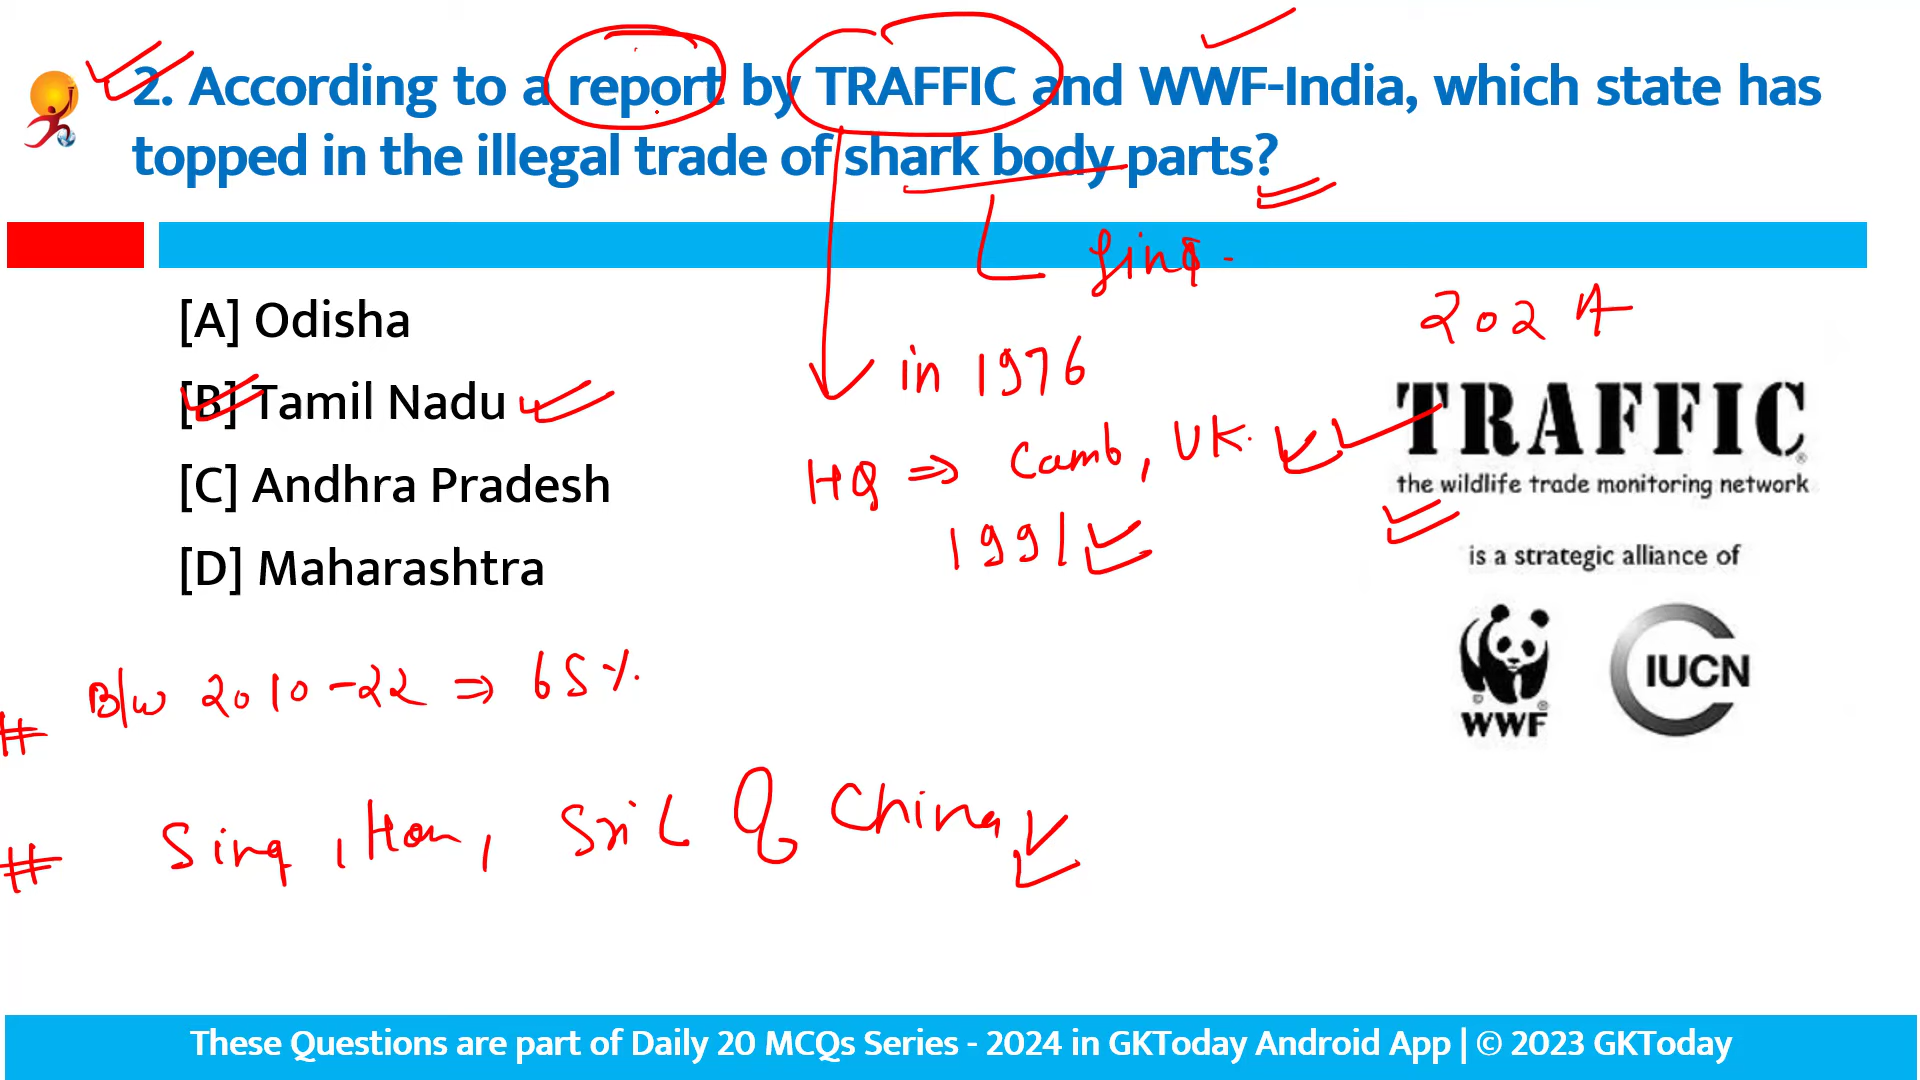 2. According to a report by TRAFFIC and WWF-India, which state has
topped in the illegal trade of shark body parts?
[A] Odisha
2024
in 1976
[B] Tamil Nadu
TRAFFIC
HQ ⇒ Camb, UK.
[C] Andhra Pradesh
the wildlife trade monitoring network
1991
is a strategic alliance of
[D] Maharashtra
IUCN
WWF
# B/w 2010-22 ⇒ 65%
# Sing, Hon, Sri L & China
These Questions are part of Daily 20 MCQs Series - 2024 in GKToday Android App | © 2023 GKToday